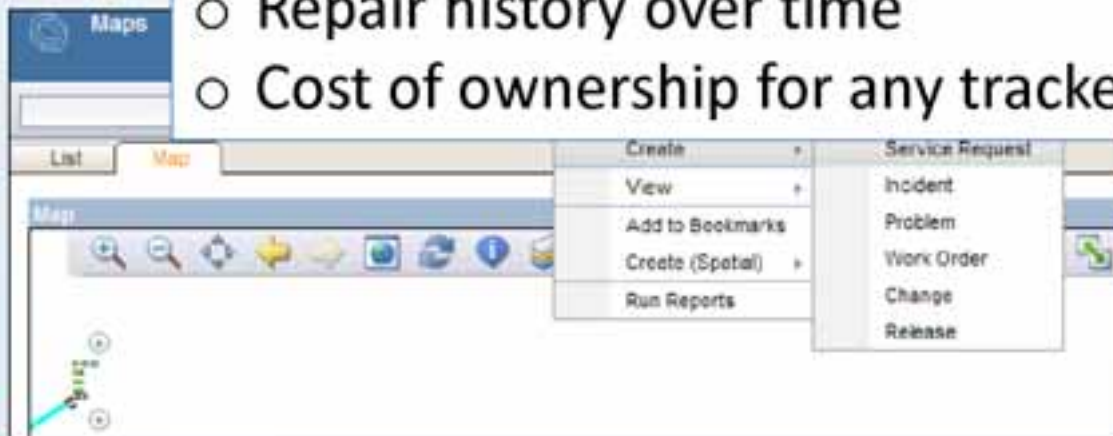 Maps
○ Repair history over time
○ Cost of ownership for any tracke
List Map
Create Service Request
View Incident
Add to Bookmarks Problem
Create (Spatial) Work Order
Run Reports Change
Release
Map